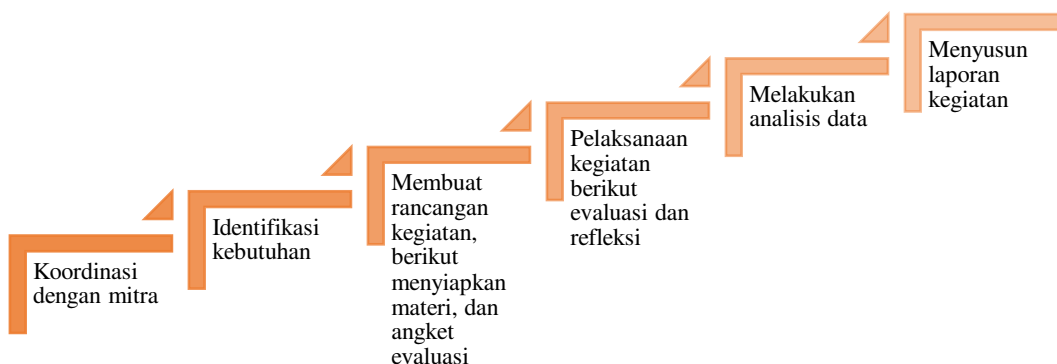 Koordinasi
dengan mitra
Identifikasi
kebutuhan
Membuat
rancangan
kegiatan,
berikut
menyiapkan
materi, dan
angket
evaluasi
Pelaksanaan
kegiatan
berikut
evaluasi dan
refleksi
Melakukan
analisis data
Menyusun
laporan
kegiatan